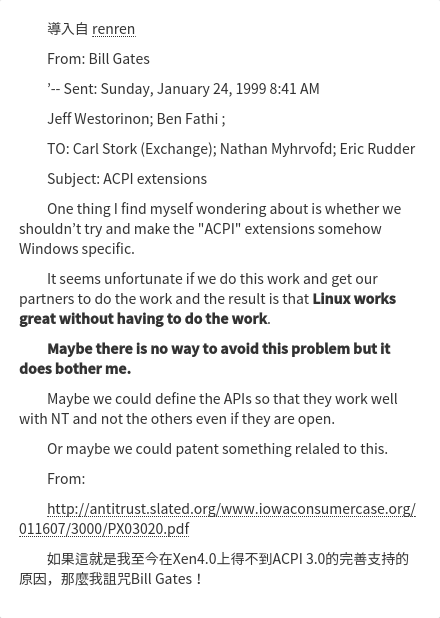 導入自 renren
From: Bill Gates
’-- Sent: Sunday, January 24, 1999 8:41 AM
Jeff Westorinon; Ben Fathi ;
TO: Carl Stork (Exchange); Nathan Myhrvofd; Eric Rudder
Subject: ACPI extensions
One thing I find myself wondering about is whether we
shouldn’t try and make the "ACPI" extensions somehow
Windows specific.
It seems unfortunate if we do this work and get our
partners to do the work and the result is that Linux works
great without having to do the work.
Maybe there is no way to avoid this problem but it
does bother me.
Maybe we could define the APIs so that they work well
with NT and not the others even if they are open.
Or maybe we could patent something relaled to this.
From:
http://antitrust.slated.org/www.iowaconsumercase.org/
011607/3000/PX03020.pdf
如果這就是我至今在Xen4.0上得不到ACPI 3.0的完善支持的
原因，那麼我詛咒Bill Gates！